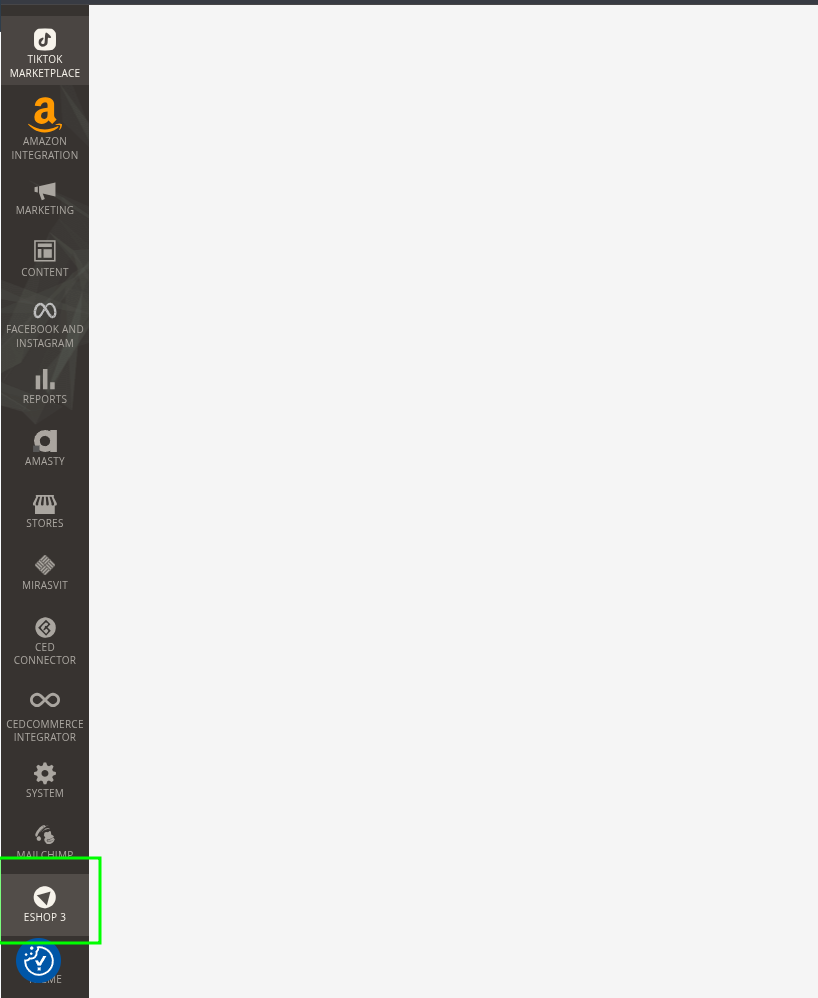 TIKTOK
MARKETPLACE
AMAZON
INTEGRATION
MARKETING
CONTENT
FACEBOOK AND
INSTAGRAM
REPORTS
AMASTY
STORES
MIRASVIT
CED
CONNECTOR
CEDCOMMERCE
INTEGRATOR
SYSTEM
MAILCHIMP
ESHOP 3